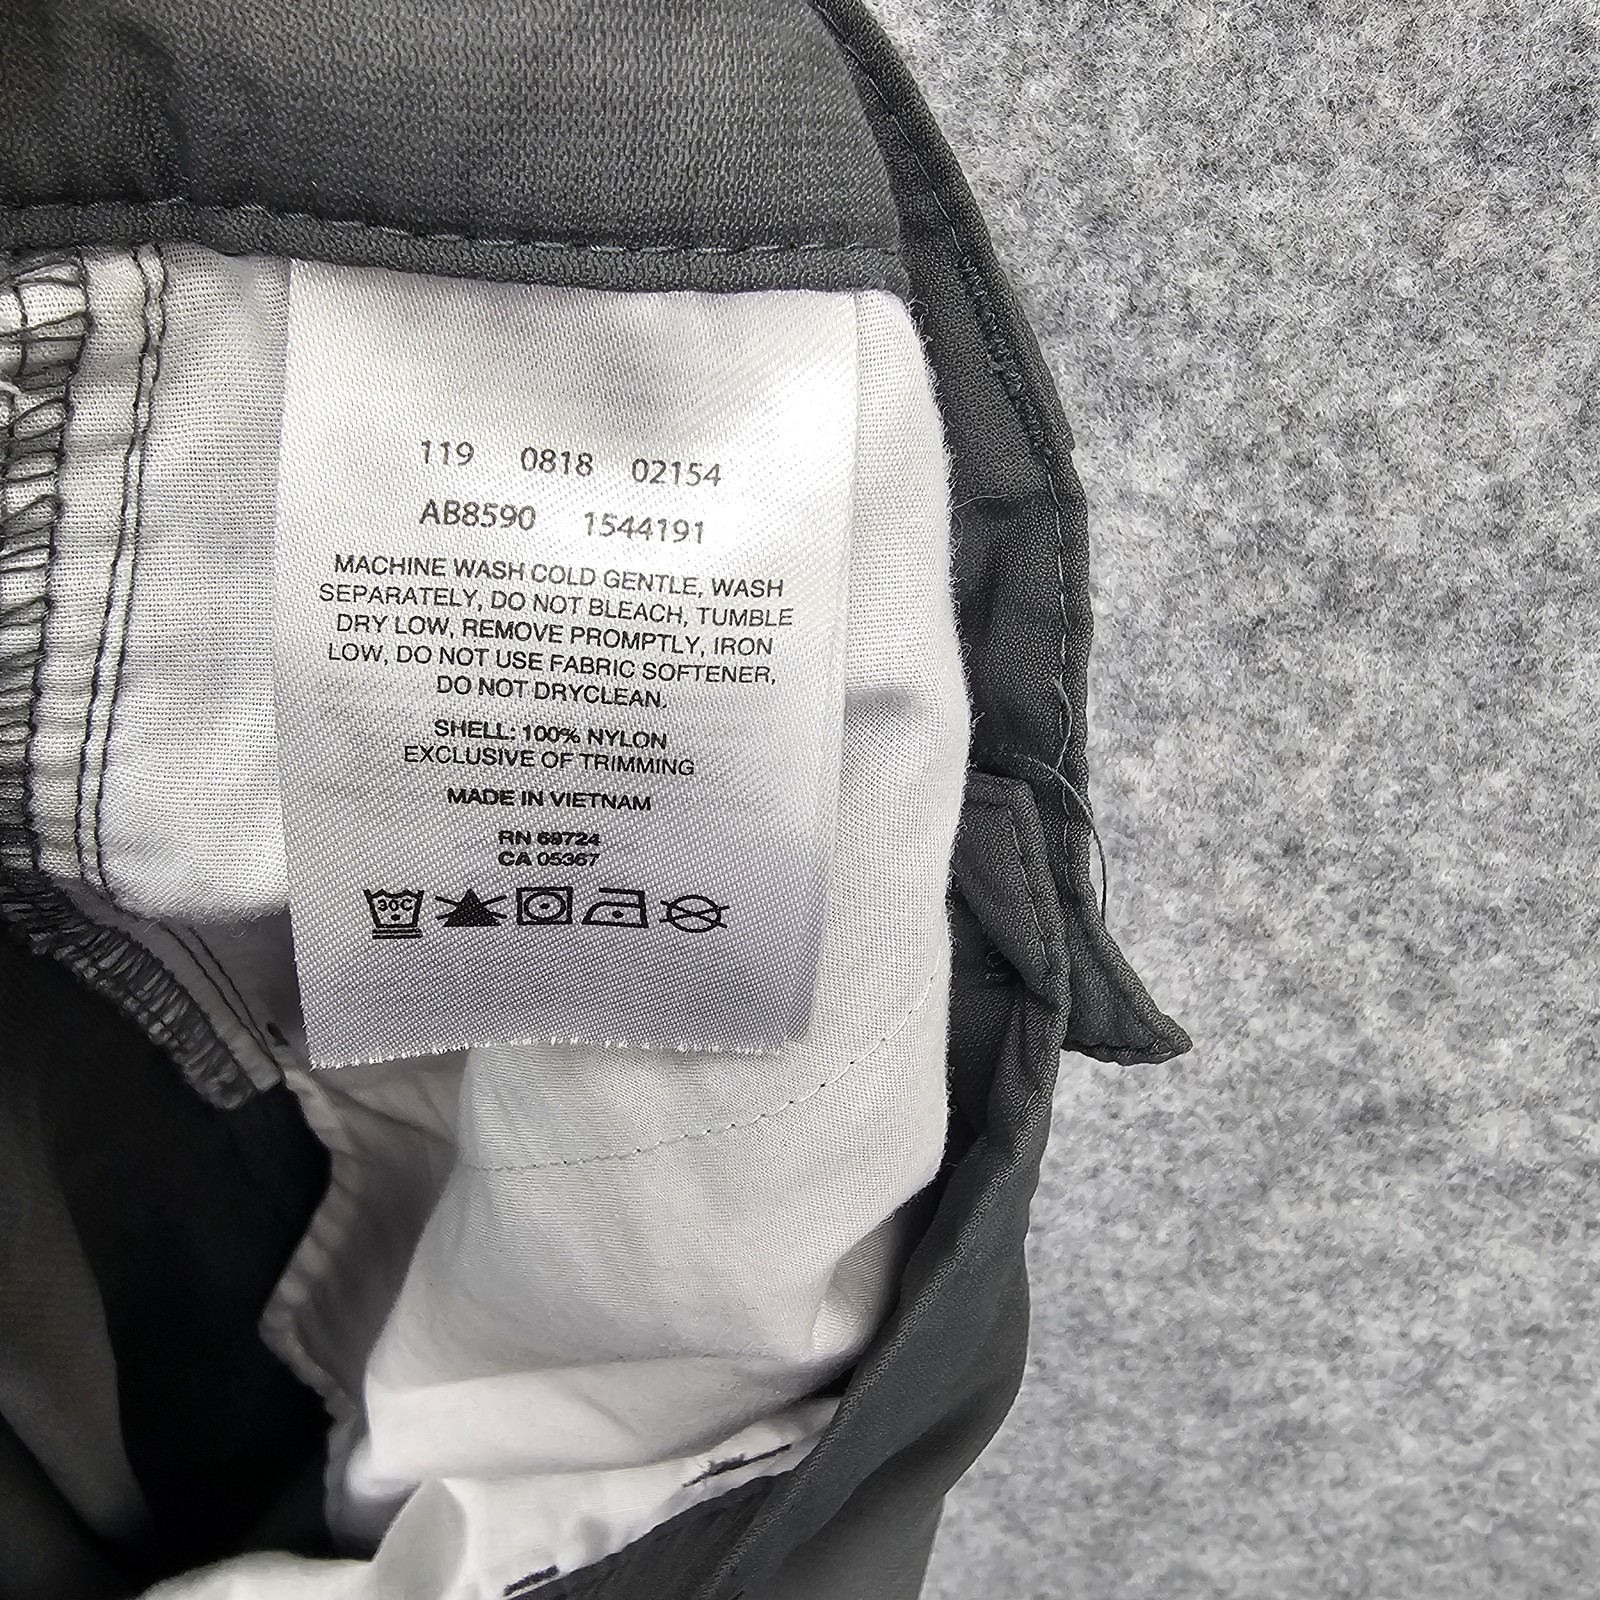 119 0818 02154
AB8590 1544191
MACHINE WASH COLD GENTLE, WASH
SEPARATELY, DO NOT BLEACH, TUMBLE
DRY LOW, REMOVE PROMPTLY, IRON
LOW, DO NOT USE FABRIC SOFTENER,
DO NOT DRYCLEAN.
SHELL: 100% NYLON
EXCLUSIVE OF TRIMMING
MADE IN VIETNAM
RN 69724
CA 05367
30C